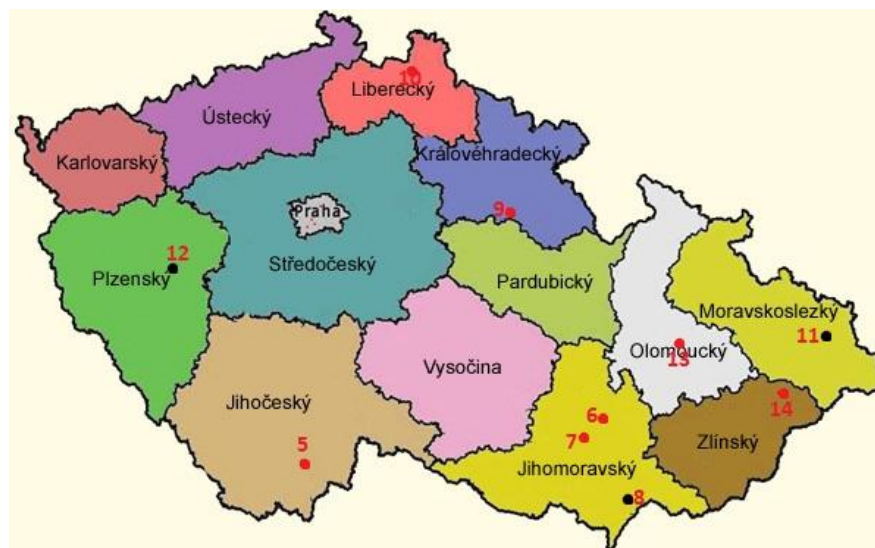 10
Liberecký
Ústecký
Karlovarský
Královéhradecký
Praha
9
12
Plzenský
Středočeský
Pardubický
Moravskoslezký
11
Olomoucký
13
Vysočina
Jihočeský
14
6
7
Zlínský
5
Jihomoravský
8